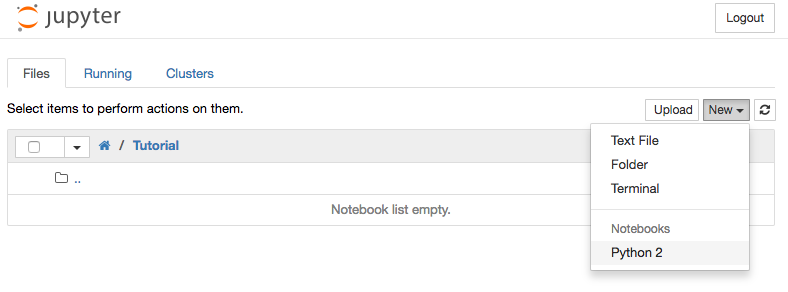 jupyter
Logout
Files Running Clusters
Select items to perform actions on them.
Upload New
/ Tutorial
..
Notebook list empty.
Text File
Folder
Terminal
Notebooks
Python 2